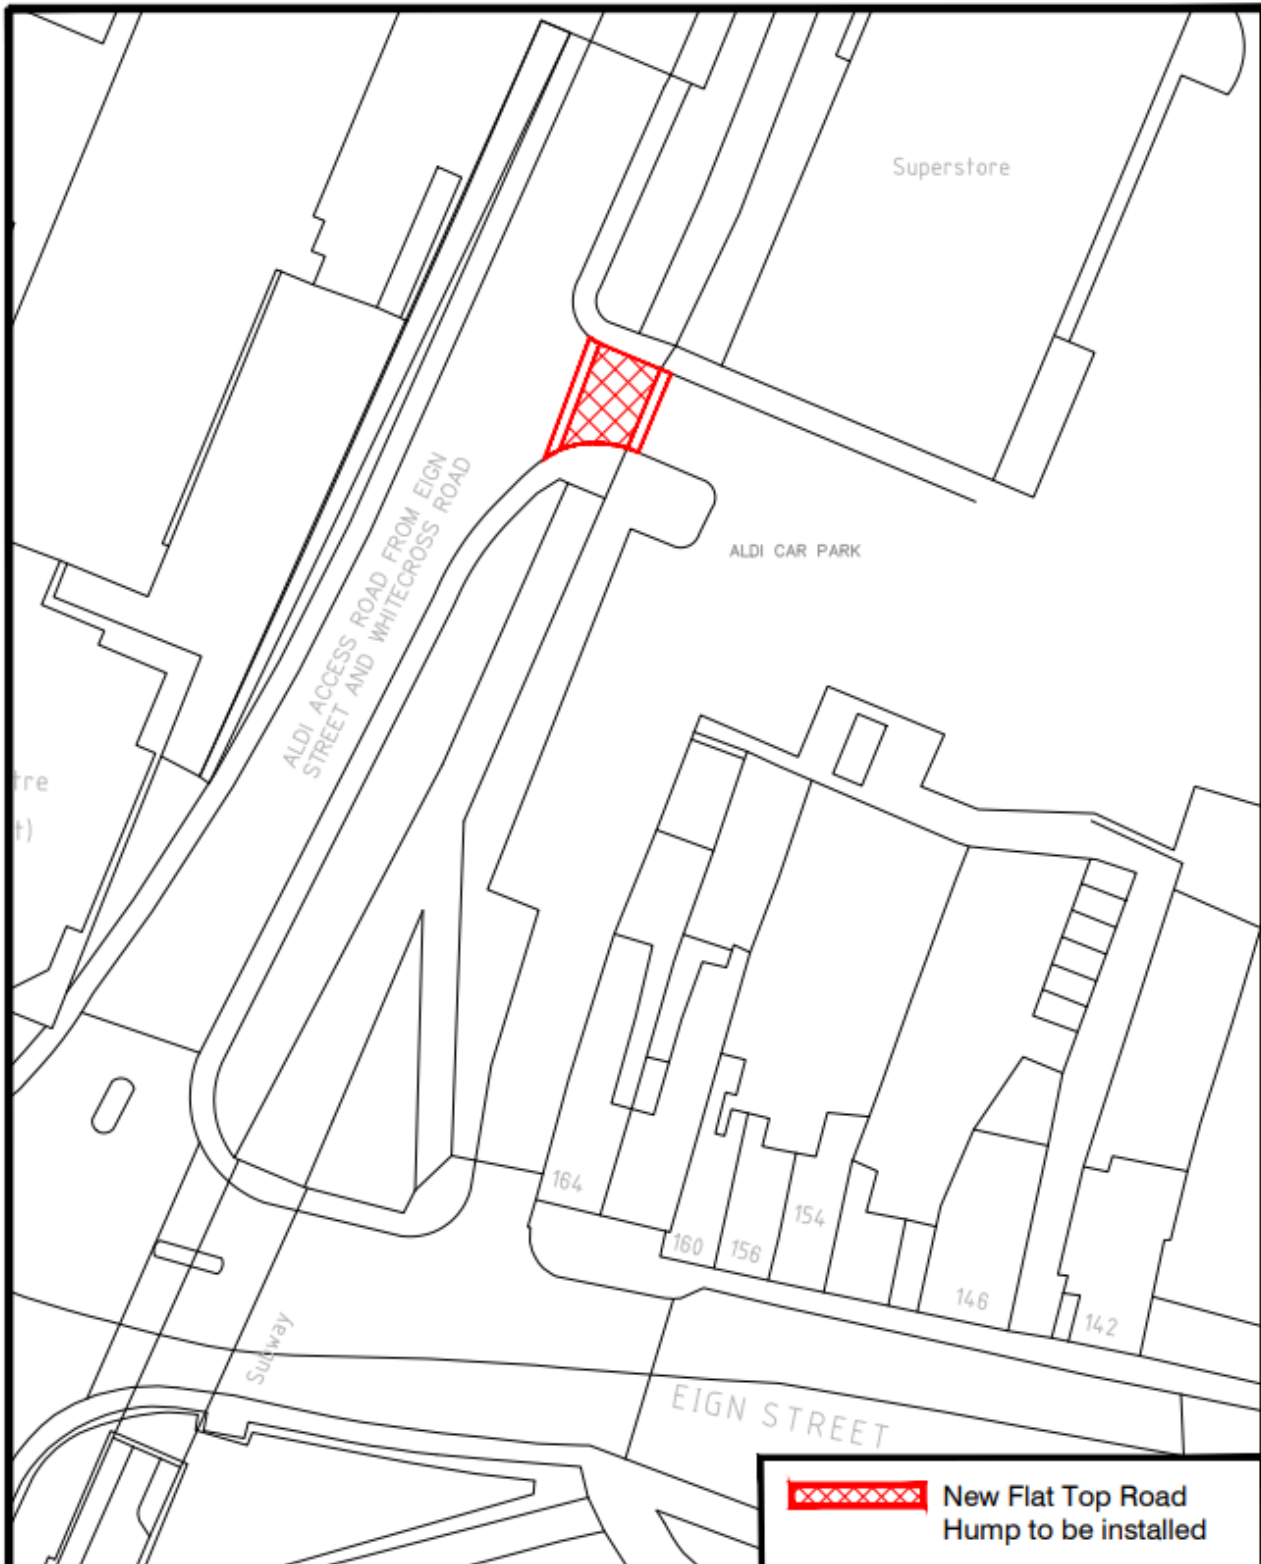 Superstore
ALDI ACCESS ROAD FROM EIGN
STREET AND WHITECROSS ROAD
ALDI CAR PARK
tre
t)
164
160
156
154
146
142
Subway
EIGN STREET
New Flat Top Road
Hump to be installed